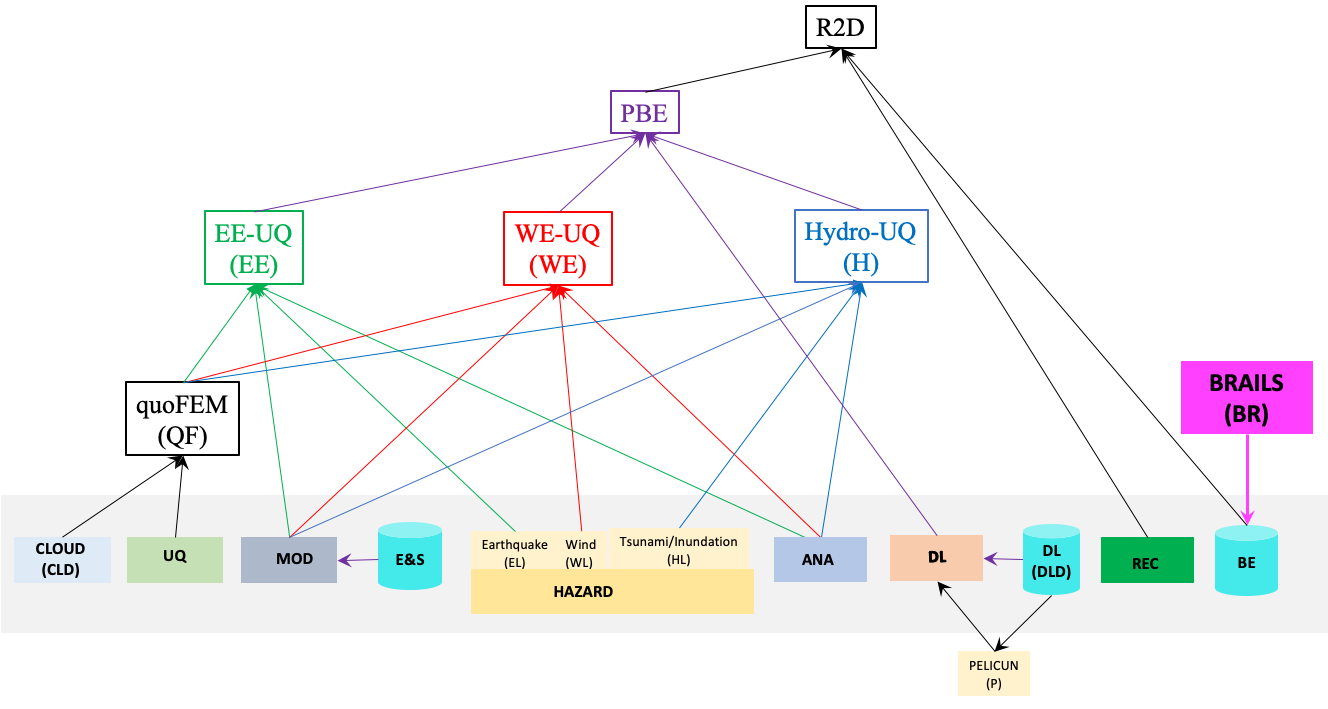 R2D
PBE
EE-UQ
(EE)
WE-UQ
(WE)
Hydro-UQ
(H)
quoFEM
(QF)
BRAILS
(BR)
CLOUD
(CLD)
UQ
MOD
E&S
Earthquake
(EL)
Wind
(WL)
Tsunami/Inundation
(HL)
HAZARD
ANA
DL
DL
(DLD)
REC
BE
PELICUN
(P)